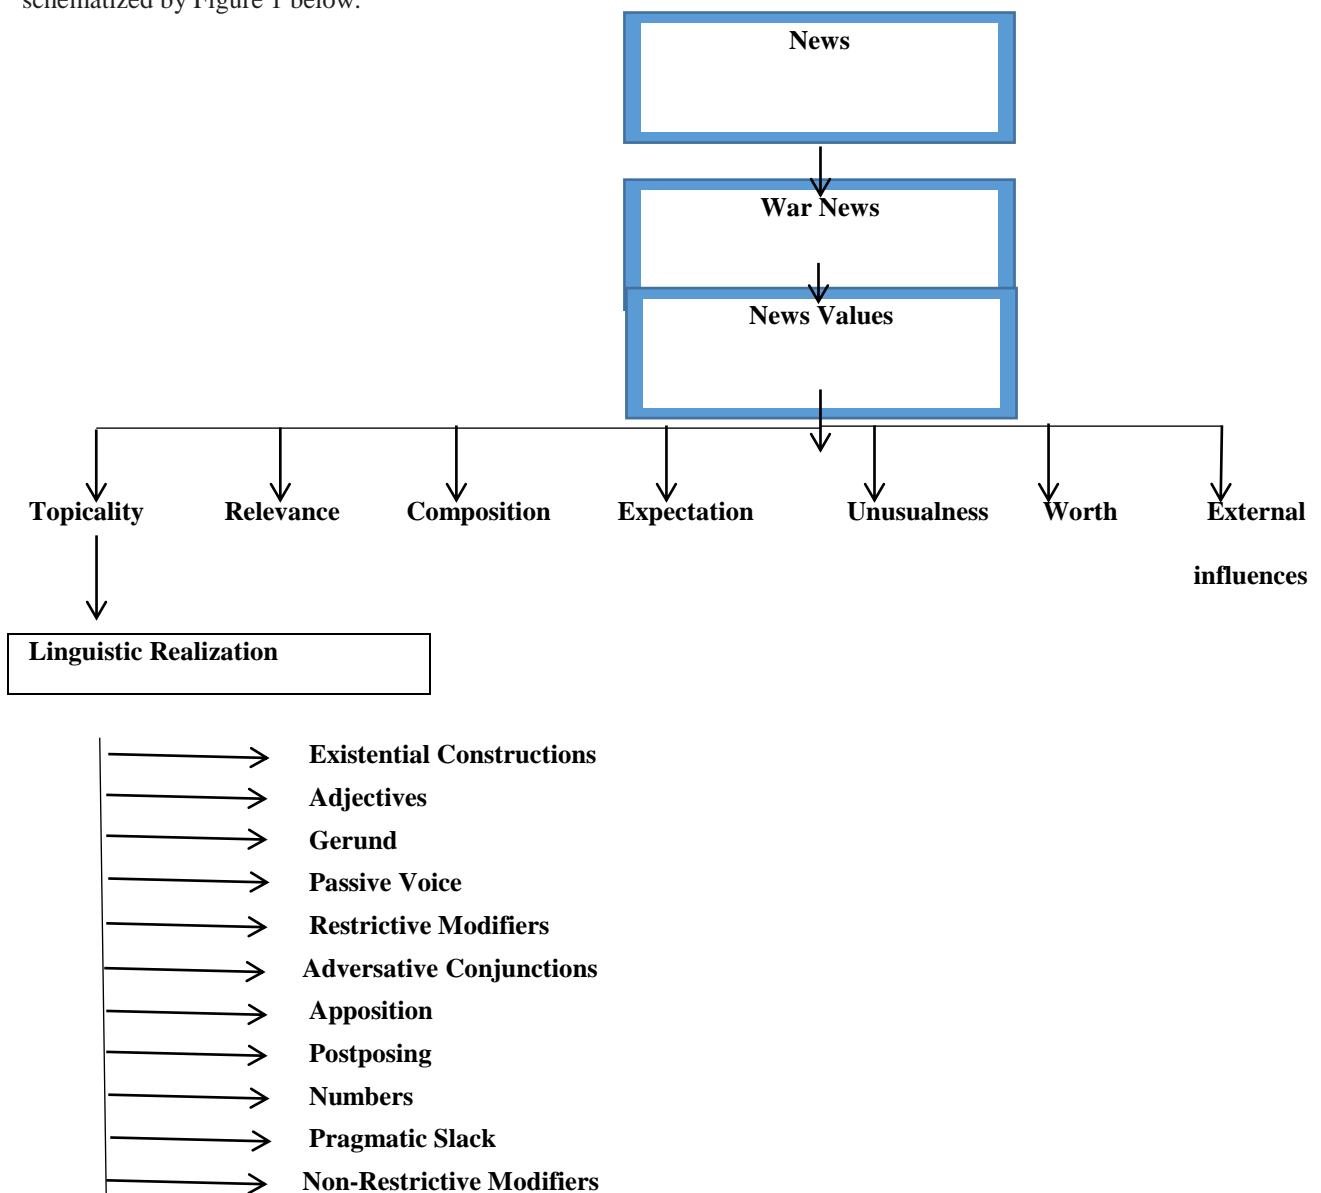 schematized by Figure 1 below.
News
War News
News Values
Topicality Relevance Composition Expectation Unusualness Worth External
influences
Linguistic Realization
Existential Constructions
Adjectives
Gerund
Passive Voice
Restrictive Modifiers
Adversative Conjunctions
Apposition
Postposing
Numbers
Pragmatic Slack
Non-Restrictive Modifiers